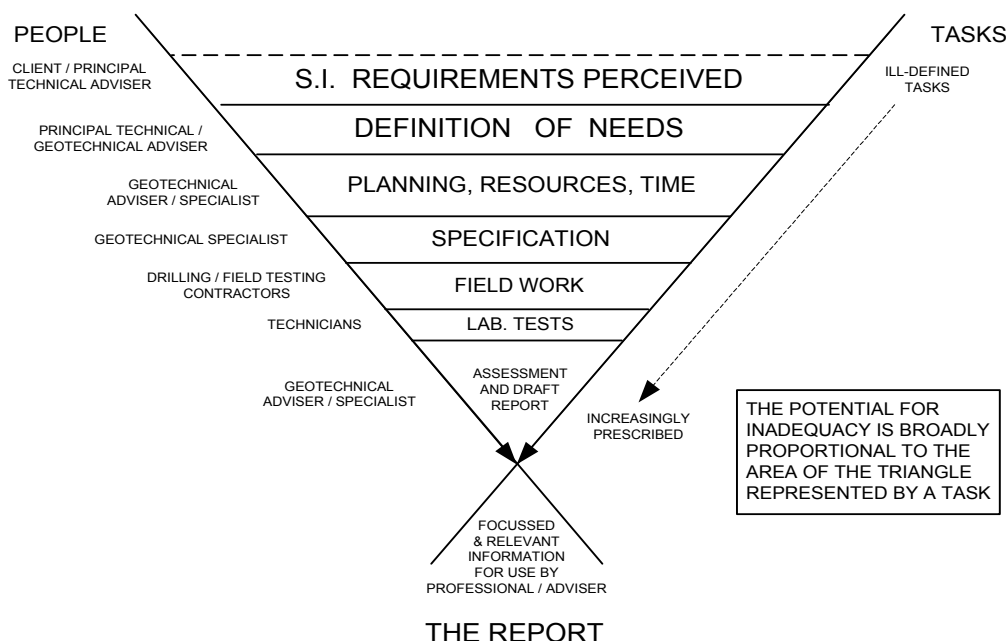 PEOPLE
TASKS
CLIENT / PRINCIPAL
TECHNICAL ADVISER
S.I. REQUIREMENTS PERCEIVED
ILL-DEFINED
TASKS
PRINCIPAL TECHNICAL /
GEOTECHNICAL ADVISER
DEFINITION OF NEEDS
GEOTECHNICAL
ADVISER / SPECIALIST
PLANNING, RESOURCES, TIME
GEOTECHNICAL SPECIALIST
SPECIFICATION
DRILLING / FIELD TESTING
CONTRACTORS
FIELD WORK
TECHNICIANS
LAB. TESTS
GEOTECHNICAL
ADVISER / SPECIALIST
ASSESSMENT
AND DRAFT
REPORT
INCREASINGLY
PRESCRIBED
THE POTENTIAL FOR
INADEQUACY IS BROADLY
PROPORTIONAL TO THE
AREA OF THE TRIANGLE
REPRESENTED BY A TASK
FOCUSSED
& RELEVANT
INFORMATION
FOR USE BY
PROFESSIONAL / ADVISER
THE REPORT